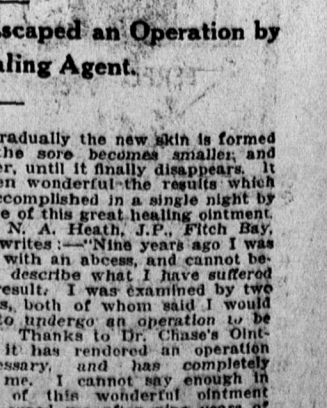 scaped an Operation by
ling Agent.
radually the new skin is formed
the sore becomes smaller, and
er, until it finally disappears. It
en wonderful the results which
ccomplished in a single night by
e of this great healing ointment.
N. A. Heath, J.P., Fitch Bay,
writes:—"Nine years ago I was
with an abcess, and cannot be-
describe what I have suffered
result. I was examined by two
s, both of whom said I would
to undergo an operation to be
Thanks to Dr. Chase's Oint-
it has rendered an operation
essary, and has completely
me. I cannot say enough in
of this wonderful ointment